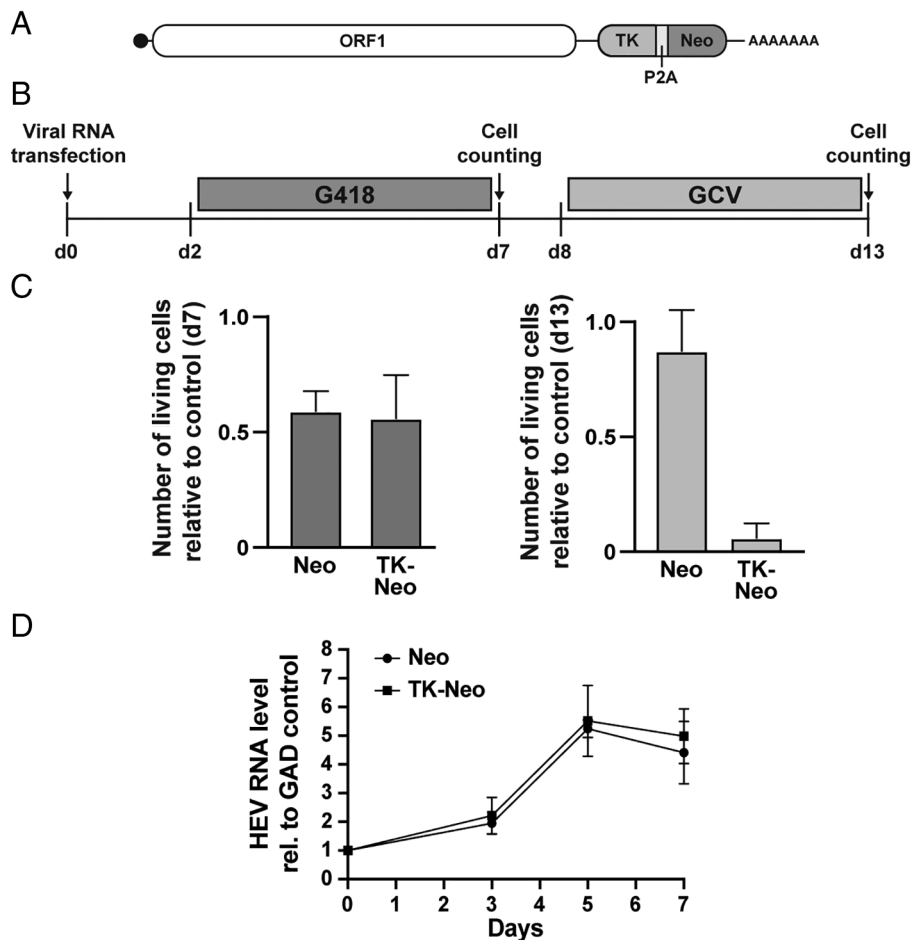 A
ORF1
TK
Neo
AAAAAAA
P2A
B
Viral RNA
transfection
Cell
counting
Cell
counting
G418
GCV
d0
d2
d7
d8
d13
C
Number of living cells
relative to control (d7)
1.0
0.5
0
Neo
TK-
Neo
Number of living cells
relative to control (d13)
1.0
0.5
0
Neo
TK-
Neo
D
HEV RNA level
rel. to GAD control
8
7
6
5
4
3
2
1
0
Neo
TK-Neo
0
1
2
3
4
5
6
7
Days